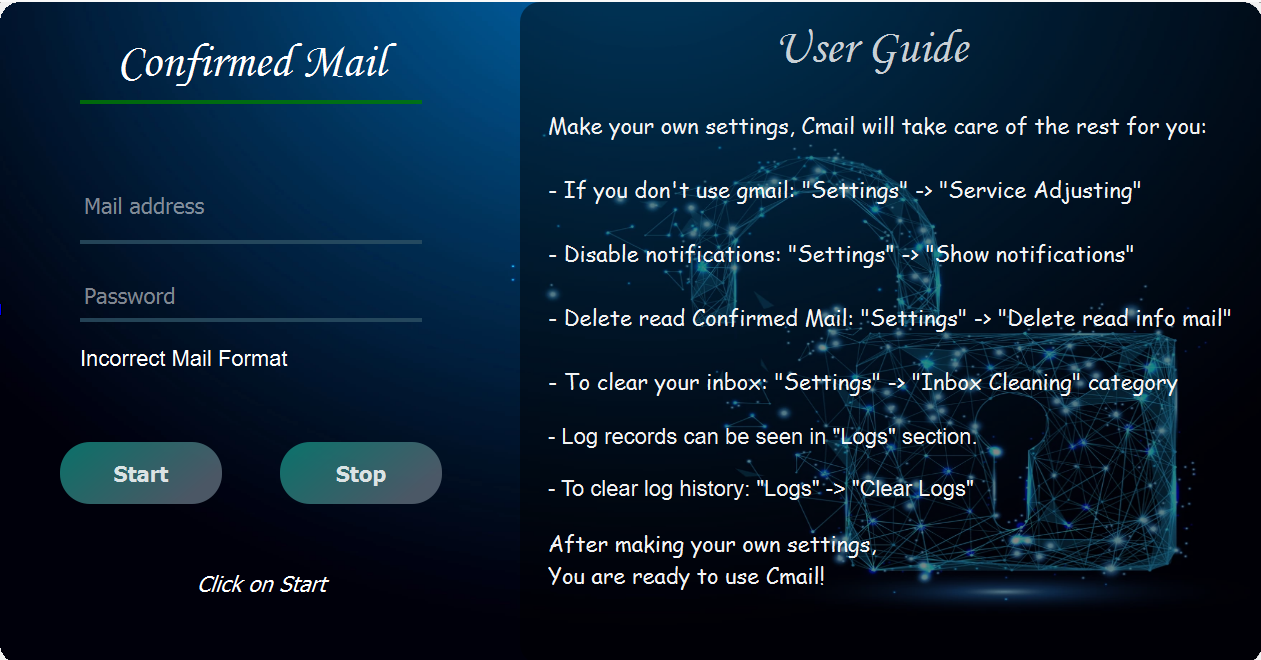 Confirmed Mail
Mail address
Password
Incorrect Mail Format
Start
Stop
Click on Start
User Guide
Make your own settings, Cmail will take care of the rest for you:
- If you don't use gmail: "Settings" -> "Service Adjusting"
- Disable notifications: "Settings" -> "Show notifications"
- Delete read Confirmed Mail: "Settings" -> "Delete read info mail"
- To clear your inbox: "Settings" -> "Inbox Cleaning" category
- Log records can be seen in "Logs" section.
- To clear log history: "Logs" -> "Clear Logs"
After making your own settings,
You are ready to use Cmail!